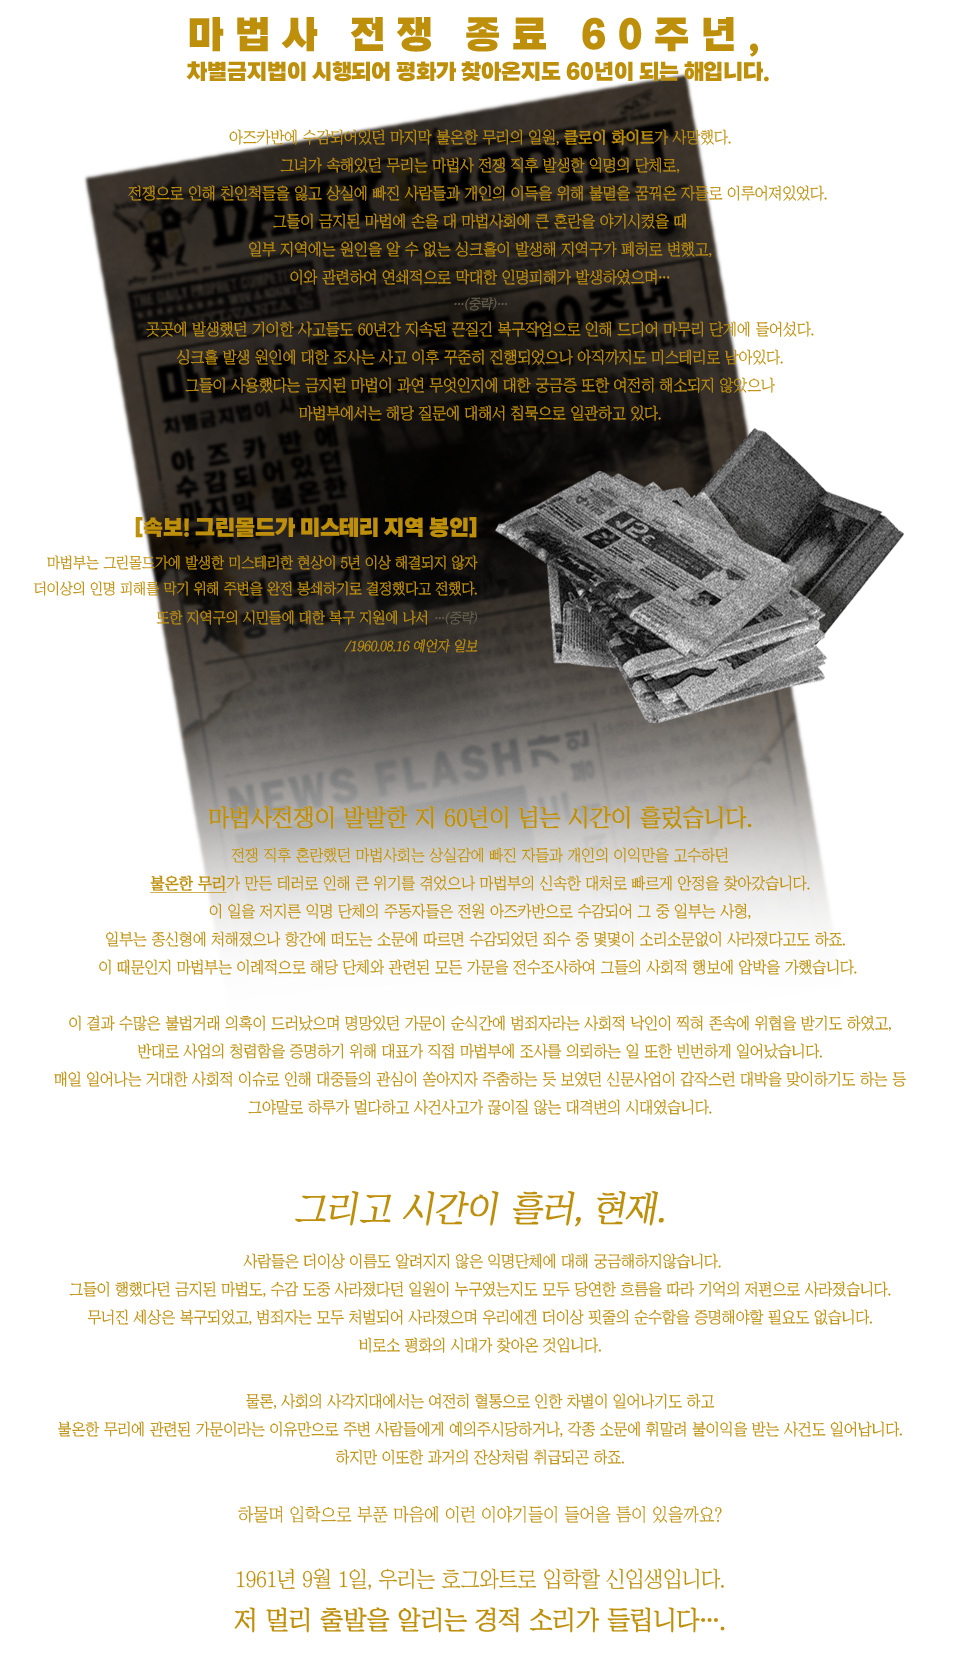 마법사 전쟁 종료 60주년,
차별금지법이 시행되어 평화가 찾아온지도 60년이 되는 해입니다.
아즈카반에 수감되어있던 마지막 불온한 무리의 일원, 클로이 화이트가 사망했다.
그녀가 속해있던 무리는 마법사 전쟁 직후 발생한 익명의 단체로,
전쟁으로 인해 친인척들을 잃고 상실에 빠진 사람들과 개인의 이득을 위해 불멸을 꿈꿔온 자들로 이루어져있었다.
그들이 금지된 마법에 손을 대 마법사회에 큰 혼란을 야기시켰을 때
일부 지역에는 원인을 알 수 없는 싱크홀이 발생해 지역구가 폐허로 변했고,
이와 관련하여 연쇄적으로 막대한 인명피해가 발생하였으며…
…(중략)…
곳곳에 발생했던 기이한 사고들도 60년간 지속된 끈질긴 복구작업으로 인해 드디어 마무리 단계에 들어섰다.
싱크홀 발생 원인에 대한 조사는 사고 이후 꾸준히 진행되었으나 아직까지도 미스테리로 남아있다.
그들이 사용했다는 금지된 마법이 과연 무엇인지에 대한 궁금증 또한 여전히 해소되지 않았으나
마법부에서는 해당 질문에 대해서 침묵으로 일관하고 있다.
[속보! 그린몰드가 미스테리 지역 봉인]
마법부는 그린몰드가에 발생한 미스테리한 현상이 5년 이상 해결되지 않자
더이상의 인명 피해를 막기 위해 주변을 완전 봉쇄하기로 결정했다고 전했다.
또한 지역구의 시민들에 대한 복구 지원에 나서 …(중략)
/1960.08.16 예언자 일보
NEWS FLASH
마법사전쟁이 발발한 지 60년이 넘는 시간이 흘렀습니다.
전쟁 직후 혼란했던 마법사회는 상실감에 빠진 자들과 개인의 이익만을 고수하던
불온한 무리가 만든 테러로 인해 큰 위기를 겪었으나 마법부의 신속한 대처로 빠르게 안정을 찾아갔습니다.
이 일을 저지른 익명 단체의 주동자들은 전원 아즈카반으로 수감되어 그 중 일부는 사형,
일부는 종신형에 처해졌으나 항간에 떠도는 소문에 따르면 수감되었던 죄수 중 몇몇이 소리소문없이 사라졌다고도 하죠.
이 때문인지 마법부는 이례적으로 해당 단체와 관련된 모든 가문을 전수조사하여 그들의 사회적 행보에 압박을 가했습니다.
이 결과 수많은 불법거래 의혹이 드러났으며 명망있던 가문이 순식간에 범죄자라는 사회적 낙인이 찍혀 존속에 위협을 받기도 하였고,
반대로 사업의 청렴함을 증명하기 위해 대표가 직접 마법부에 조사를 의뢰하는 일 또한 빈번하게 일어났습니다.
매일 일어나는 거대한 사회적 이슈로 인해 대중들의 관심이 쏟아지자 주춤하는 듯 보였던 신문사업이 갑작스런 대박을 맞이하기도 하는 등
그야말로 하루가 멀다하고 사건사고가 끊이질 않는 대격변의 시대였습니다.
그리고 시간이 흘러, 현재.
사람들은 더이상 이름도 알려지지 않은 익명단체에 대해 궁금해하지않습니다.
그들이 행했다던 금지된 마법도, 수감 도중 사라졌다던 일원이 누구였는지도 모두 당연한 흐름을 따라 기억의 저편으로 사라졌습니다.
무너진 세상은 복구되었고, 범죄자는 모두 처벌되어 사라졌으며 우리에겐 더이상 핏줄의 순수함을 증명해야할 필요도 없습니다.
비로소 평화의 시대가 찾아온 것입니다.
물론, 사회의 사각지대에서는 여전히 혈통으로 인한 차별이 일어나기도 하고
불온한 무리에 관련된 가문이라는 이유만으로 주변 사람들에게 예의주시당하거나, 각종 소문에 휘말려 불이익을 받는 사건도 일어납니다.
하지만 이또한 과거의 잔상처럼 취급되곤 하죠.
하물며 입학으로 부푼 마음에 이런 이야기들이 들어올 틈이 있을까요?
1961년 9월 1일, 우리는 호그와트로 입학할 신입생입니다.
저 멀리 출발을 알리는 경적 소리가 들립니다….